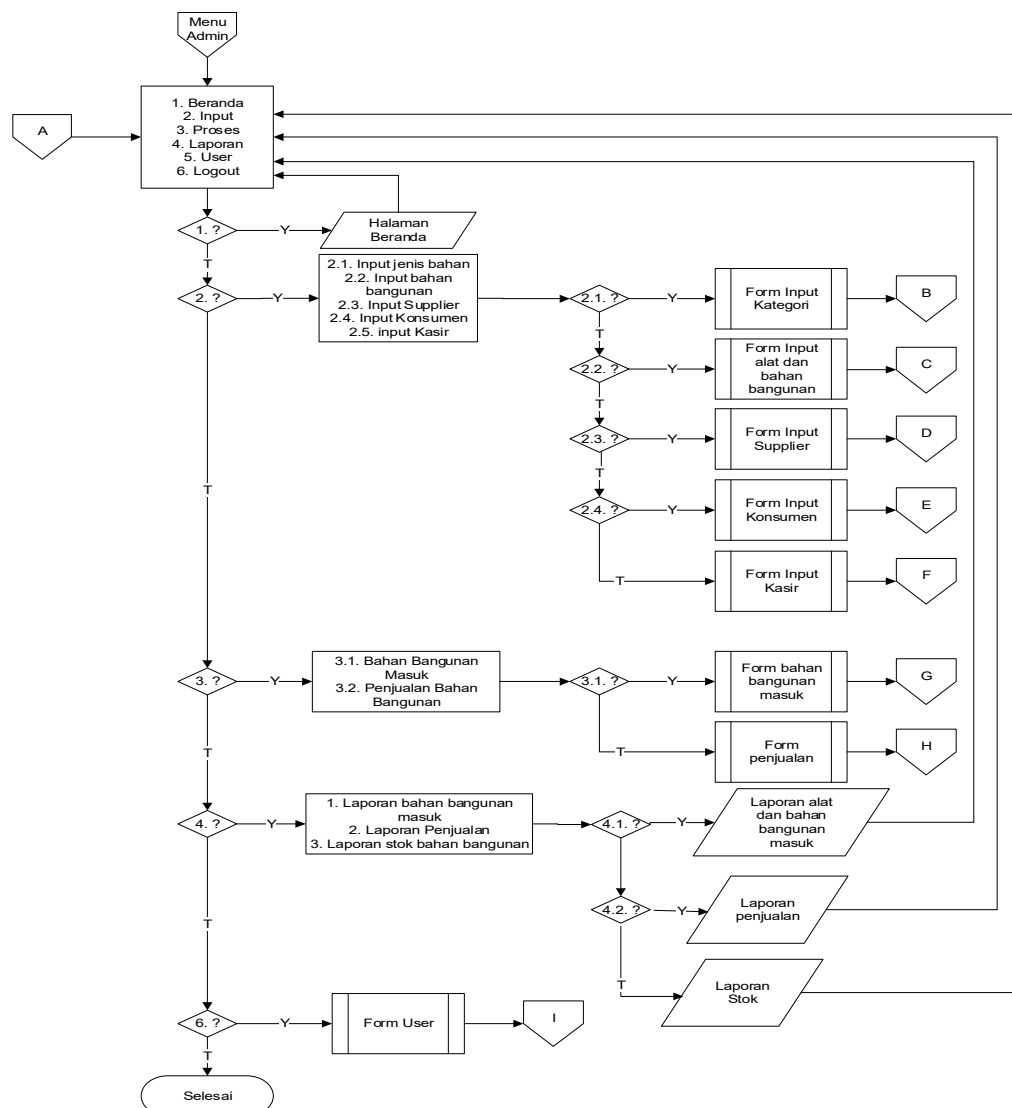 Menu
Admin
A
1. Beranda
2. Input
3. Proses
4. Laporan
5. User
6. Logout
1. ?
Y
Halaman
Beranda
T
2. ?
Y
2.1. Input jenis bahan
2.2. Input bahan
bangunan
2.3. Input Supplier
2.4. Input Konsumen
2.5. input Kasir
2.1. ?
Y
Form Input
Kategori
B
T
2.2. ?
Y
Form Input
alat dan
bahan
bangunan
C
T
2.3. ?
Y
Form Input
Supplier
D
T
2.4. ?
Y
Form Input
Konsumen
E
T
Form Input
Kasir
F
T
3. ?
Y
3.1. Bahan Bangunan
Masuk
3.2. Penjualan Bahan
Bangunan
3.1. ?
Y
Form bahan
bangunan
masuk
G
T
Form
penjualan
H
T
4. ?
Y
1. Laporan bahan bangunan
masuk
2. Laporan Penjualan
3. Laporan stok bahan bangunan
4.1. ?
Y
Laporan alat
dan bahan
bangunan
masuk
4.2. ?
Y
Laporan
penjualan
T
Laporan
Stok
T
6. ?
Y
Form User
I
T
Selesai